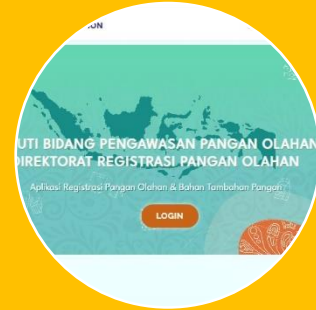 UTI BIDANG PENGAWASAN PANGAN OLAHAN
DIREKTORAT REGISTRASI PANGAN OLAHAN
Aplikasi Registrasi Pangan Olahan & Bahan Tambahan Pangan
LOGIN